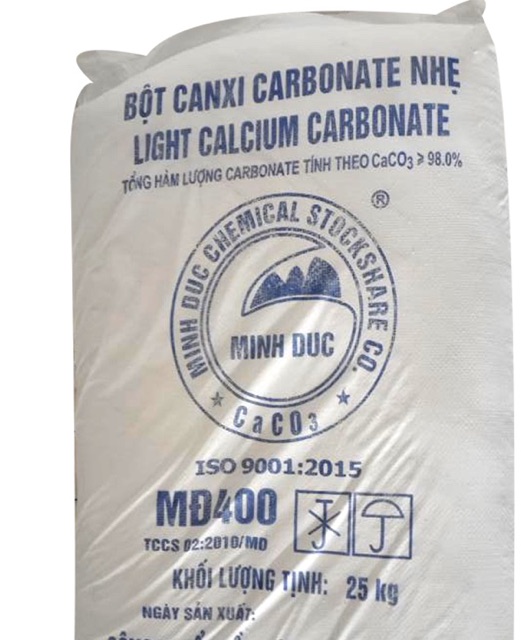 BỘT CANXI CARBONATE NHẸ
LIGHT CALCIUM CARBONATE
TỔNG HÀM LƯỢNG CARBONATE TÍNH THEO CaCO₃ ≥ 98.0%
®
MINH DUC CHEMICAL STOCKSHARE CO.
MINH DUC
CaCO₃
ISO 9001:2015
MĐ400
TCCS 02:2010/MD
KHỐI LƯỢNG TỊNH: 25 kg
NGÀY SẢN XUẤT: